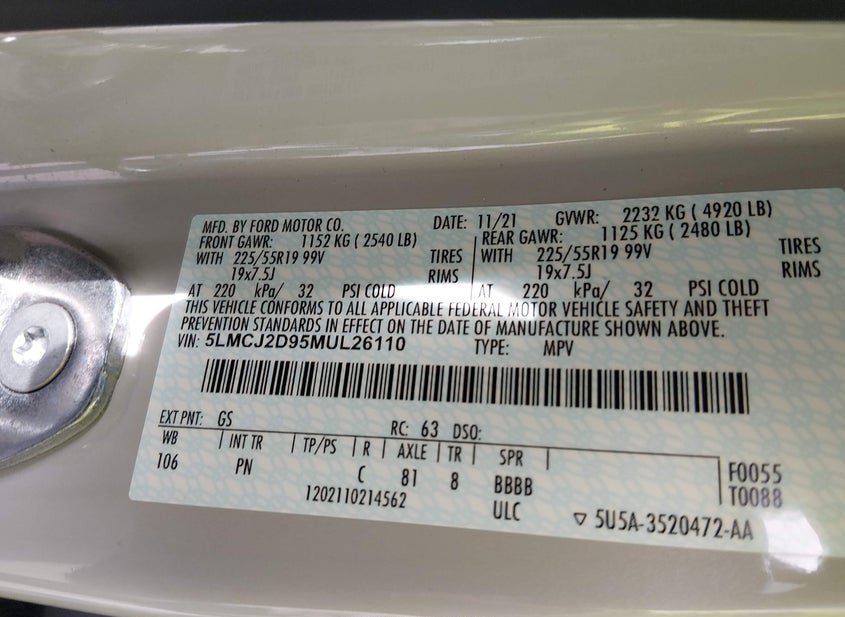 MFD. BY FORD MOTOR CO. DATE: 11/21 GVWR: 2232 KG ( 4920 LB)
FRONT GAWR: 1152 KG ( 2540 LB) REAR GAWR: 1125 KG ( 2480 LB)
WITH 225/55R19 99V TIRES WITH 225/55R19 99V TIRES
19x7.5J RIMS 19x7.5J RIMS
AT 220 kPa/ 32 PSI COLD AT 220 kPa/ 32 PSI COLD
THIS VEHICLE CONFORMS TO ALL APPLICABLE FEDERAL MOTOR VEHICLE SAFETY AND THEFT
PREVENTION STANDARDS IN EFFECT ON THE DATE OF MANUFACTURE SHOWN ABOVE.
VIN: 5LMCJ2D95MUL26110 TYPE: MPV
EXT PNT: GS RC: 63 DSO:
WB INT TR TP/PS R AXLE TR SPR
106 PN C 81 8 BBBB F0055
1202110214562 ULC T0088
5U5A-3520472-AA